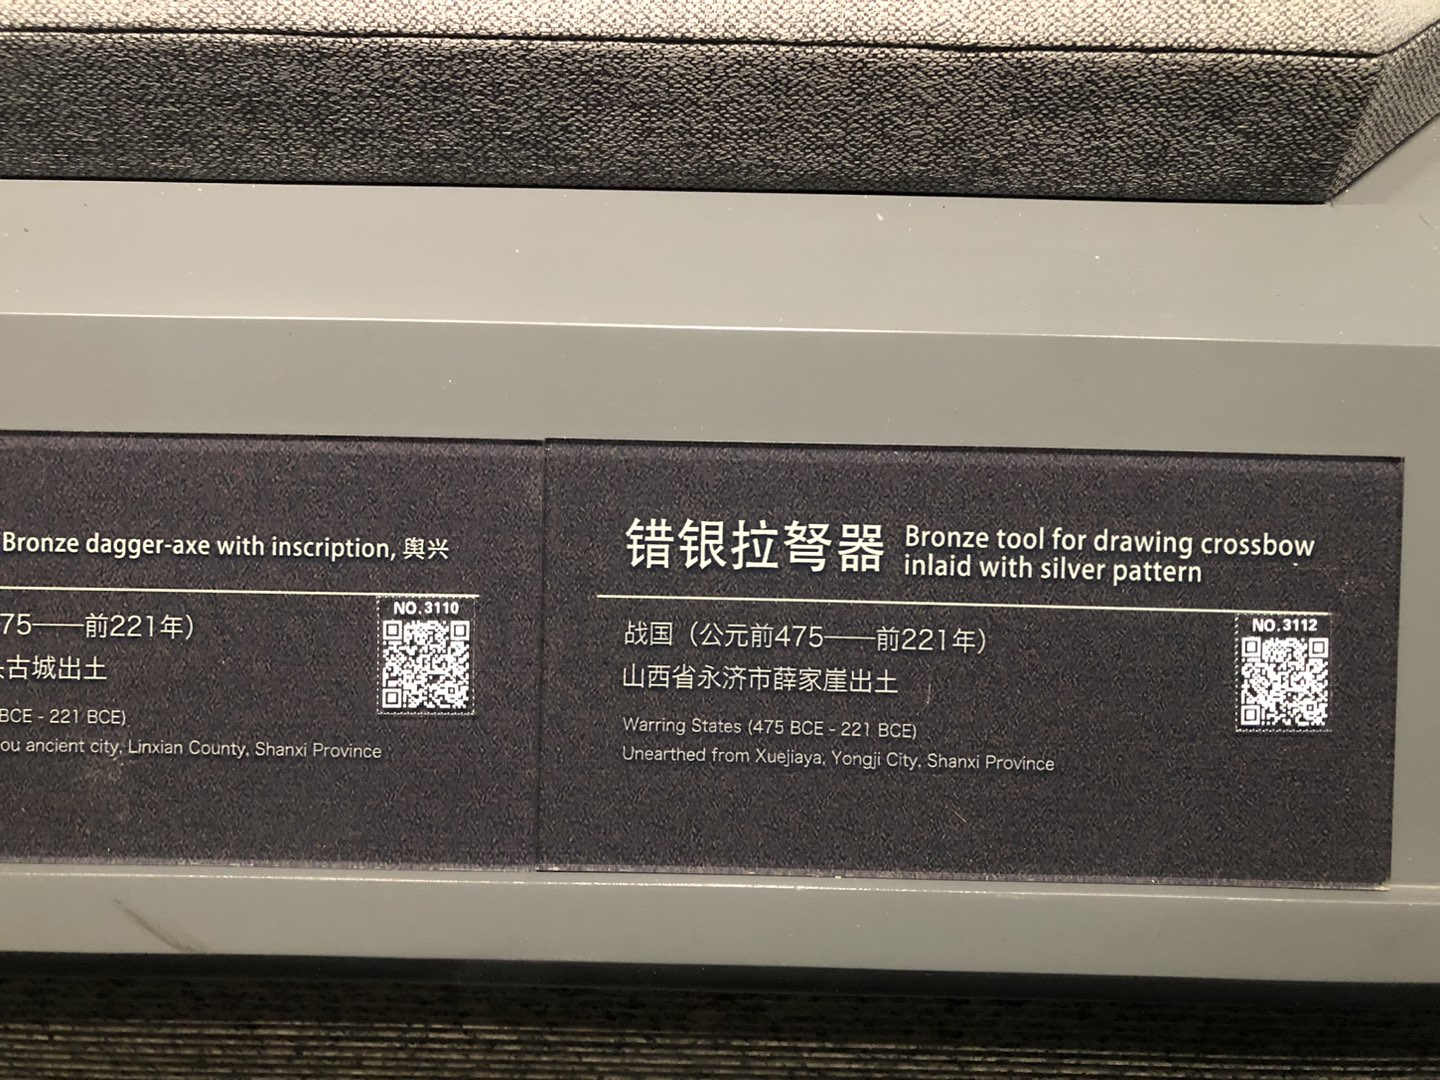 Bronze dagger-axe with inscription, 舆兴
NO.3110
75——前221年）
古城出土
BCE - 221 BCE)
ou ancient city, Linxian County, Shanxi Province
错银拉弩器
Bronze tool for drawing crossbow
inlaid with silver pattern
NO.3112
战国（公元前475——前221年）
山西省永济市薛家崖出土
Warring States (475 BCE - 221 BCE)
Unearthed from Xuejiaya, Yongji City, Shanxi Province